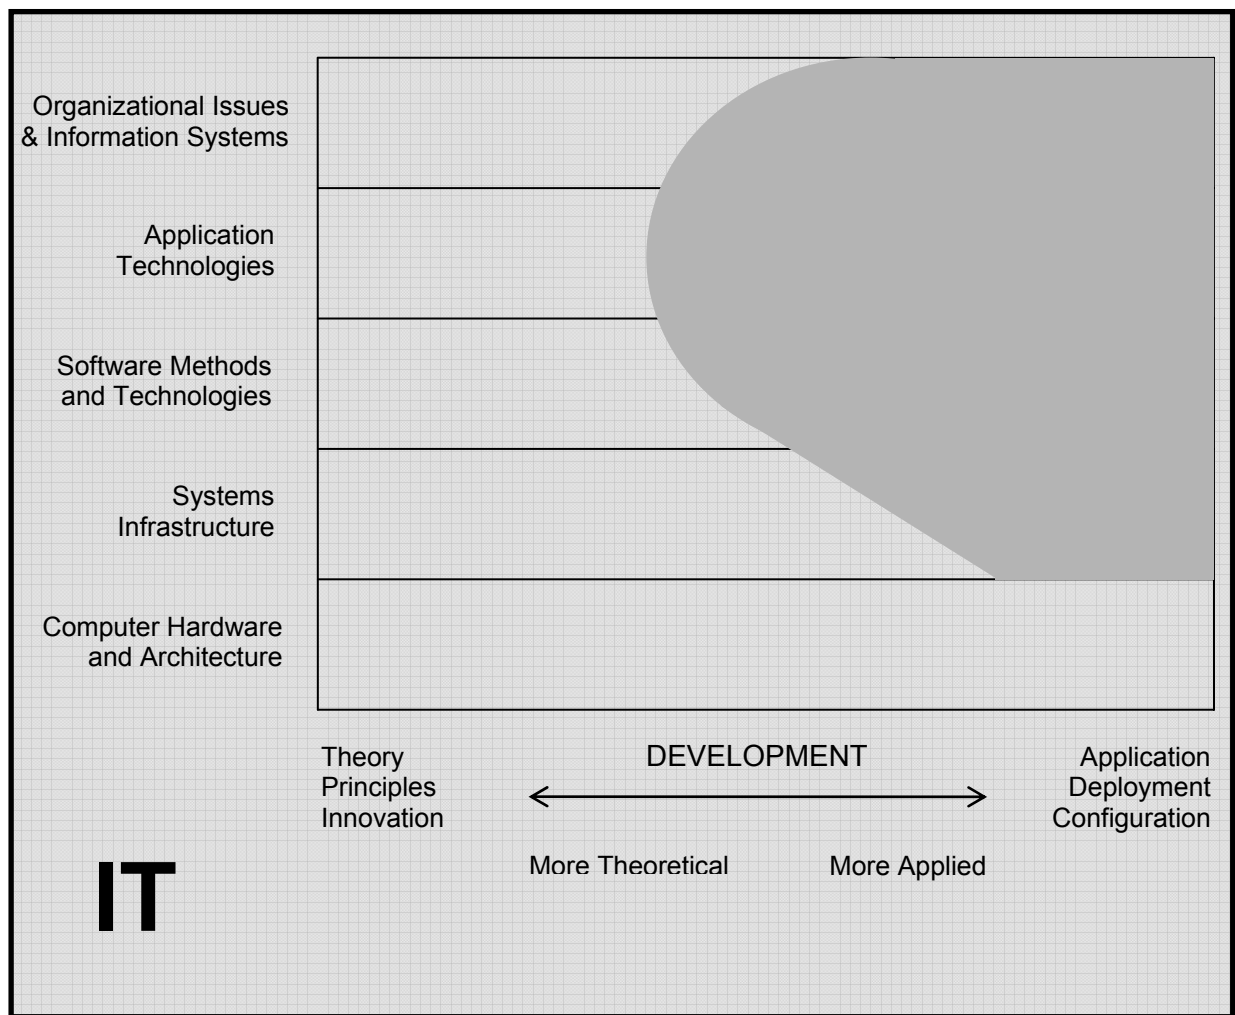 Organizational Issues
& Information Systems
Application
Technologies
Software Methods
and Technologies
Systems
Infrastructure
Computer Hardware
and Architecture
Theory
Principles
Innovation
DEVELOPMENT
Application
Deployment
Configuration
More Theoretical
More Applied
IT